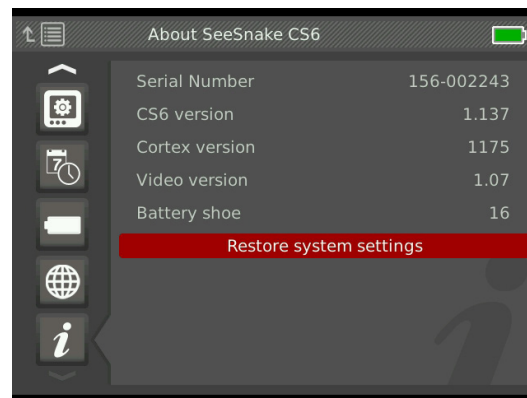 About SeeSnake CS6
Serial Number 156-002243
CS6 version 1.137
7
Cortex version 1175
Video version 1.07
Battery shoe 16
Restore system settings
i